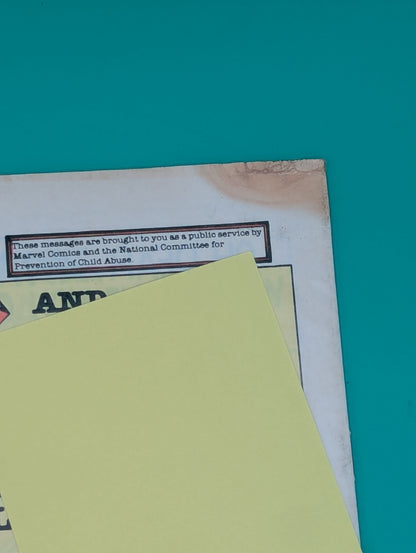 These messages are brought to you as a public service by
Marvel Comics and the National Committee for
Prevention of Child Abuse.
AND